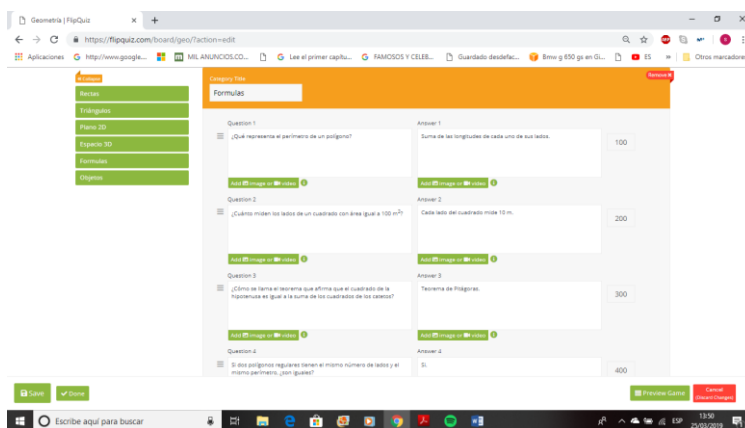 Geometría | FlipQuiz
https://flipquiz.com/board/geo/?action=edit
Aplicaciones
http://www.google...
MIL ANUNCIOS.CO...
Lee el primer capítu...
FAMOSOS Y CELEB...
Guardado desdefac...
Bmw g 650 gs en Gi...
ES
»
Otros marcadores
Category Title
Remove
Formulas
Rectas
Triángulos
Plano 2D
Espacio 3D
Formulas
Objetos
Question 1
Answer 1
¿Qué representa el perímetro de un polígono?
Suma de las longitudes de cada uno de sus lados.
100
Add image or video
Add image or video
Question 2
Answer 2
¿Cuánto miden los lados de un cuadrado con área igual a 100 m²?
Cada lado del cuadrado mide 10 m.
200
Add image or video
Add image or video
Question 3
Answer 3
¿Cómo se llama el teorema que afirma que el cuadrado de la
hipotenusa es igual a la suma de los cuadrados de los catetos?
Teorema de Pitágoras.
300
Add image or video
Add image or video
Question 4
Answer 4
Si dos polígonos regulares tienen el mismo número de lados y el
mismo perímetro, ¿son iguales?
Sí.
400
Save
Done
Preview Game
Cancel
(Discard Changes)
Escribe aquí para buscar
ESP
13:50
25/03/2019